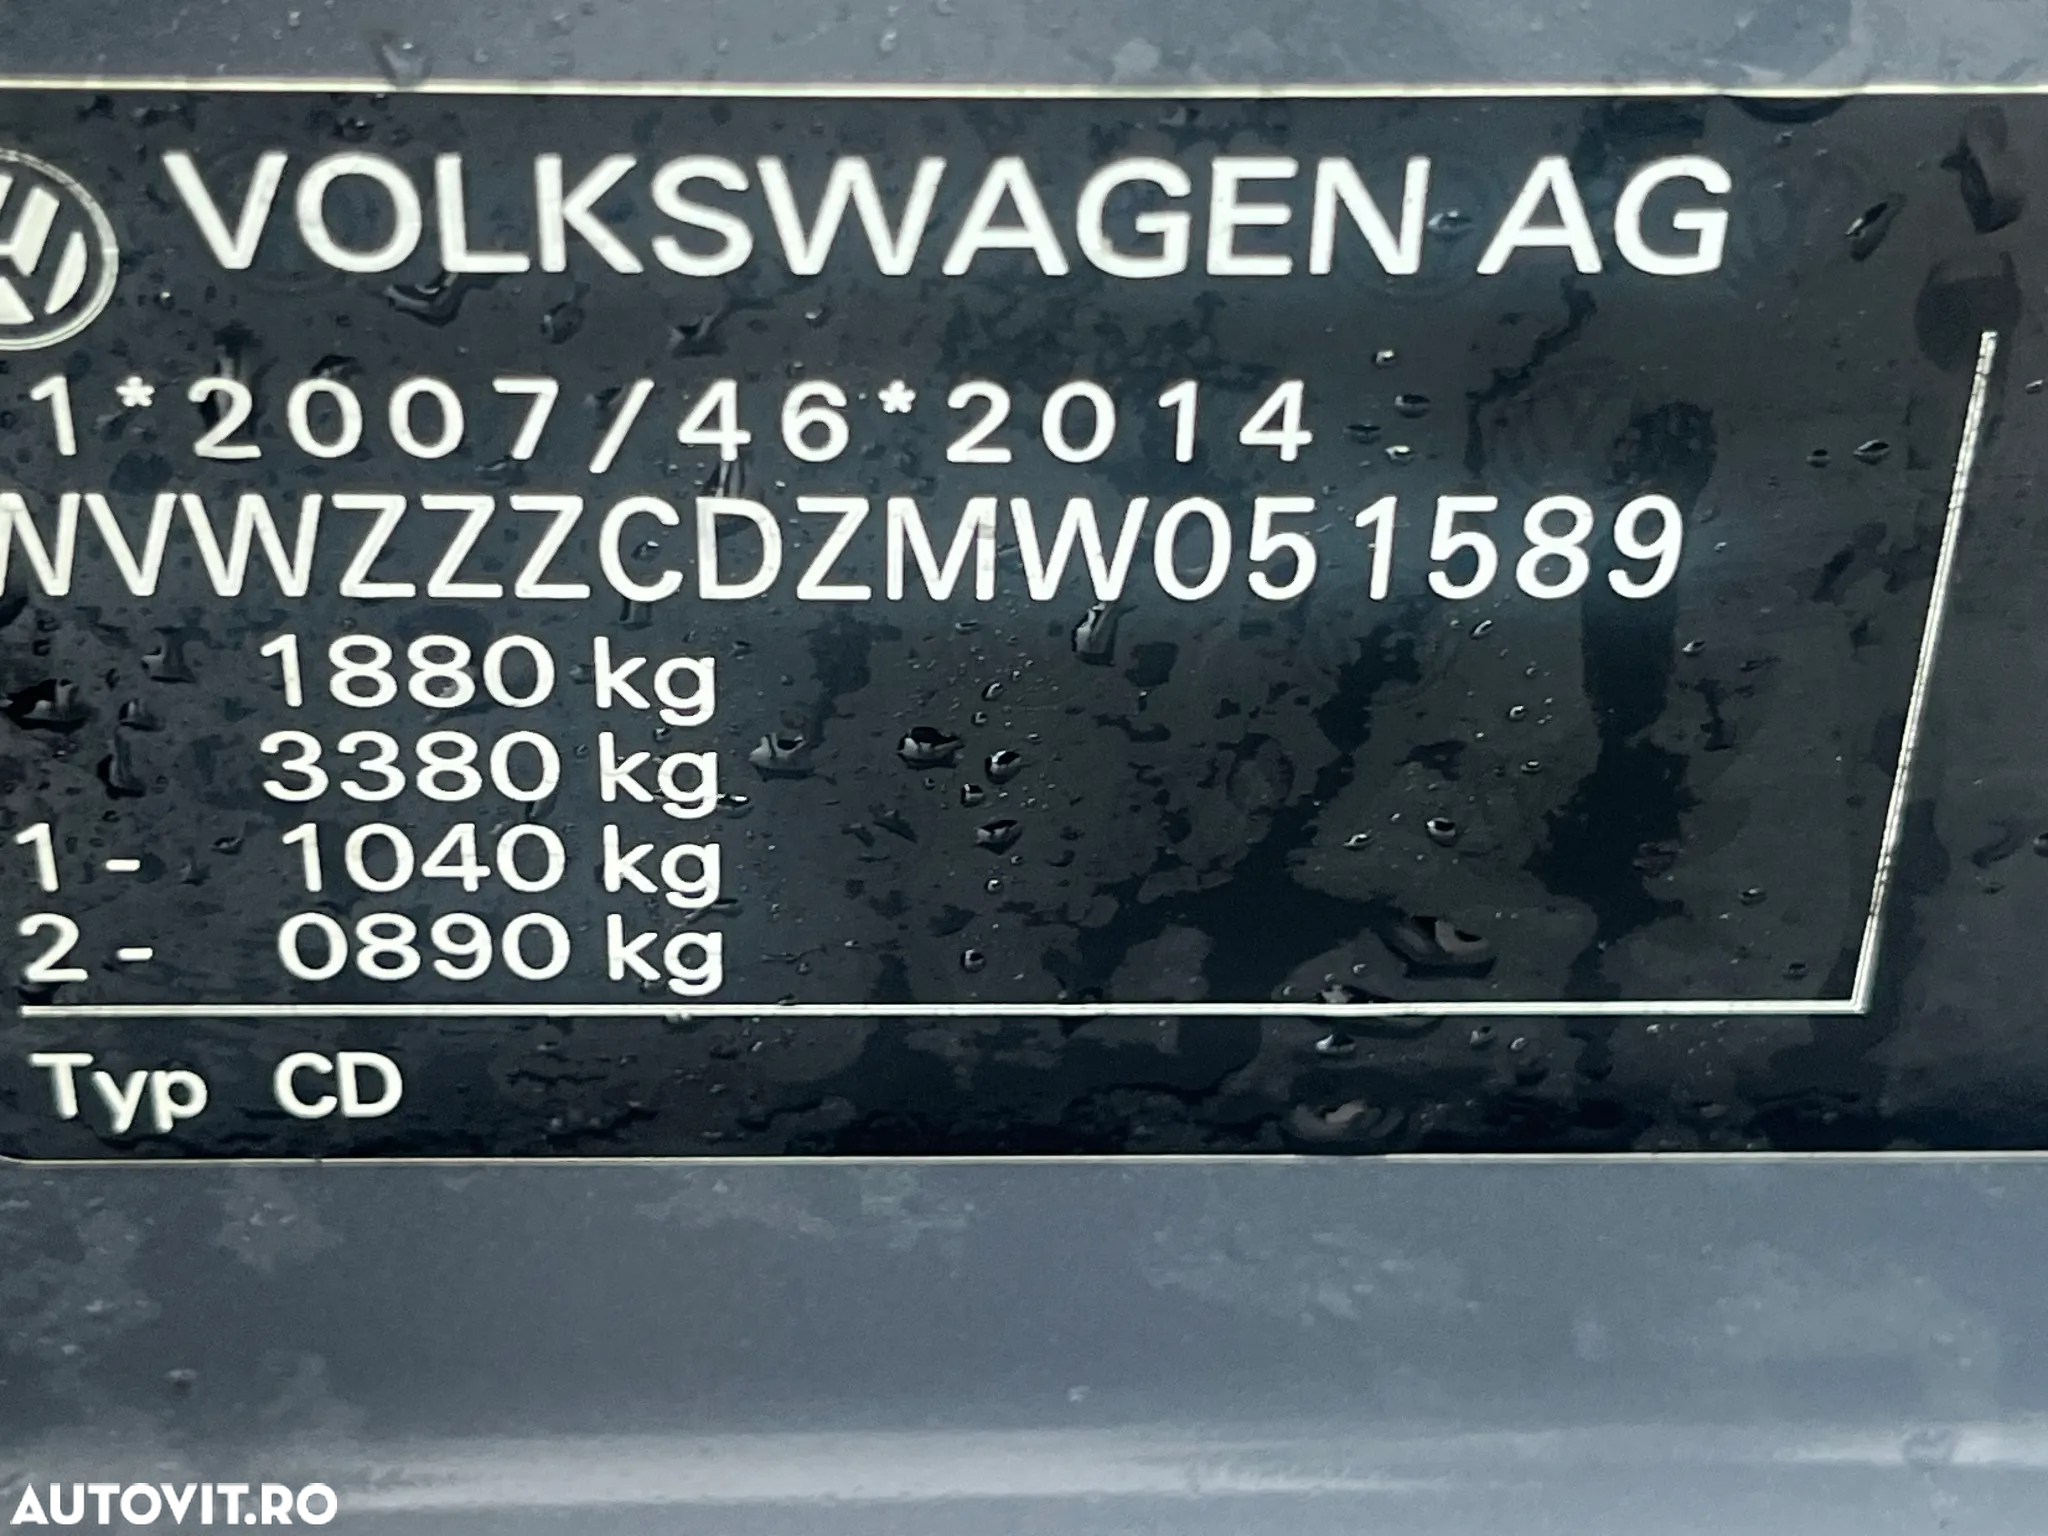 VOLKSWAGEN AG
1*2007/46*2014
WVWZZZCDZMW051589
1880 kg
3380 kg
1- 1040 kg
2- 0890 kg
Typ CD
AUTOVIT.RO